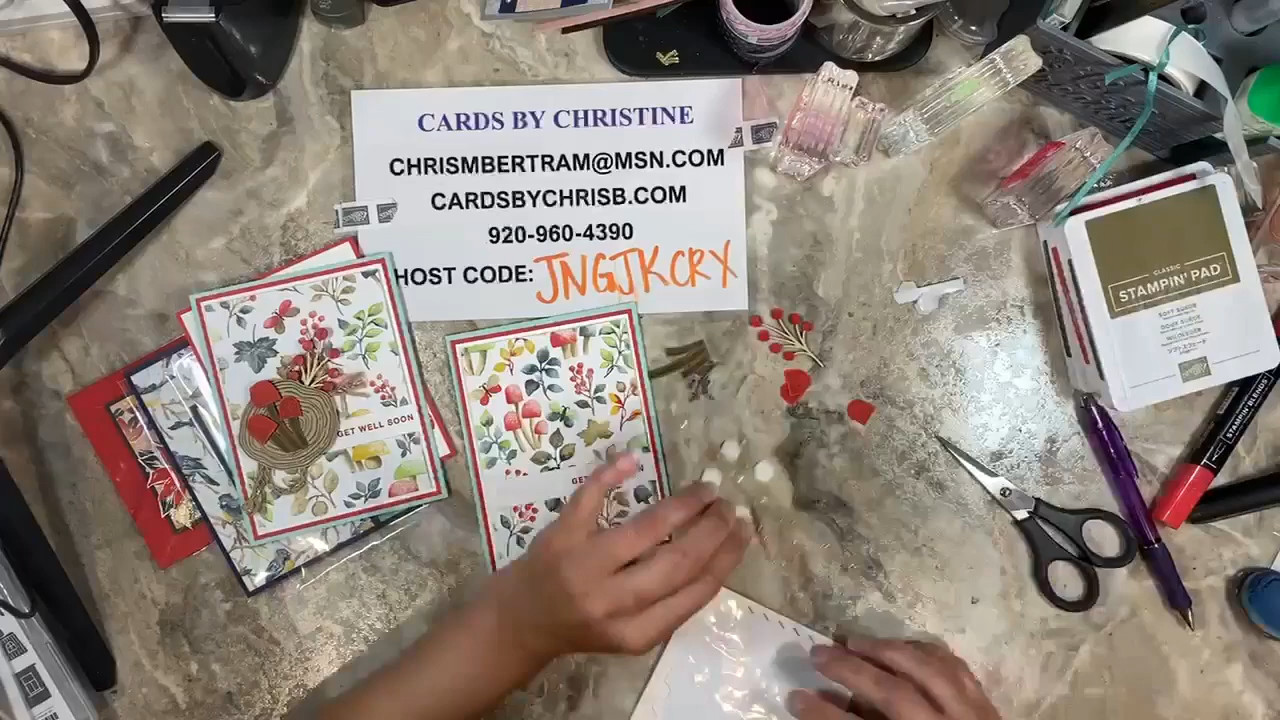 CARDS BY CHRISTINE
CHRISMBERTRAM@MSN.COM
CARDSBYCHRISB.COM
920-960-4390
HOST CODE: JNGJKCRX
GET WELL SOON
CLASSIC
STAMPIN' PAD
SOFT SUEDE
STAMPIN' BLENDS